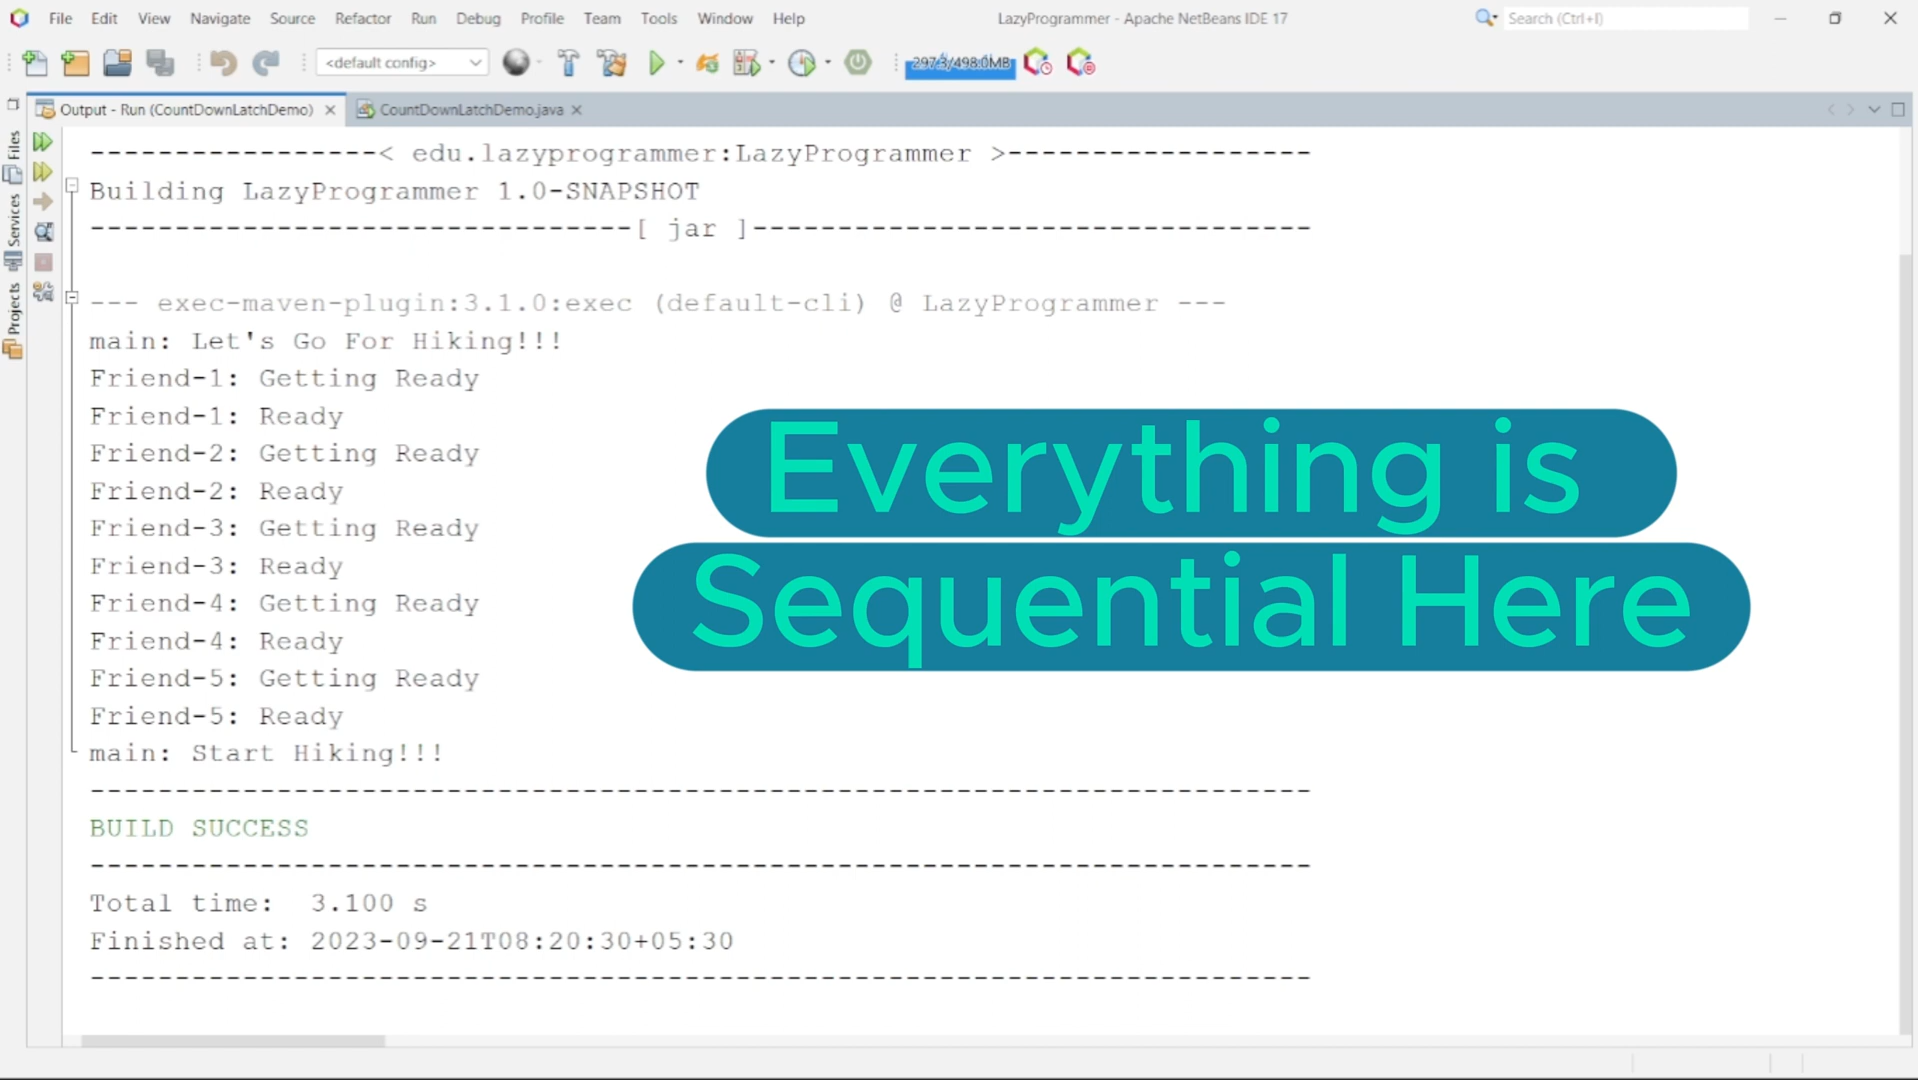 File Edit View Navigate Source Refactor Run Debug Profile Team Tools Window Help LazyProgrammer - Apache NetBeans IDE 17 Search (Ctrl+I)
<default config> 297.3/498.0MB
Output - Run (CountDownLatchDemo) CountDownLatchDemo.java
Files
Services
Projects
-----------------< edu.lazyprogrammer:LazyProgrammer >------------------
Building LazyProgrammer 1.0-SNAPSHOT
--------------------------------[ jar ]---------------------------------
--- exec-maven-plugin:3.1.0:exec (default-cli) @ LazyProgrammer ---
main: Let's Go For Hiking!!!
Friend-1: Getting Ready
Friend-1: Ready
Friend-2: Getting Ready
Friend-2: Ready
Friend-3: Getting Ready
Friend-3: Ready
Friend-4: Getting Ready
Friend-4: Ready
Friend-5: Getting Ready
Friend-5: Ready
main: Start Hiking!!!
------------------------------------------------------------------------
BUILD SUCCESS
------------------------------------------------------------------------
Total time:  3.100 s
Finished at: 2023-09-21T08:20:30+05:30
------------------------------------------------------------------------
Everything is
Sequential Here